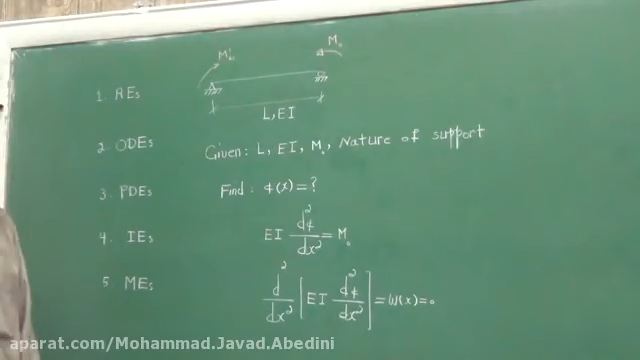 M₀ M₀
1. REs
L, EI
2. ODEs
Given: L, EI, M₀, Nature of support
3. PDEs
Find: φ(x) = ?
4. IEs
EI d²φ/dx² = M₀
5. MEs
d²/dx² [EI d²φ/dx²] = W(x) = 0
aparat.com/Mohammad.Javad.Abedini